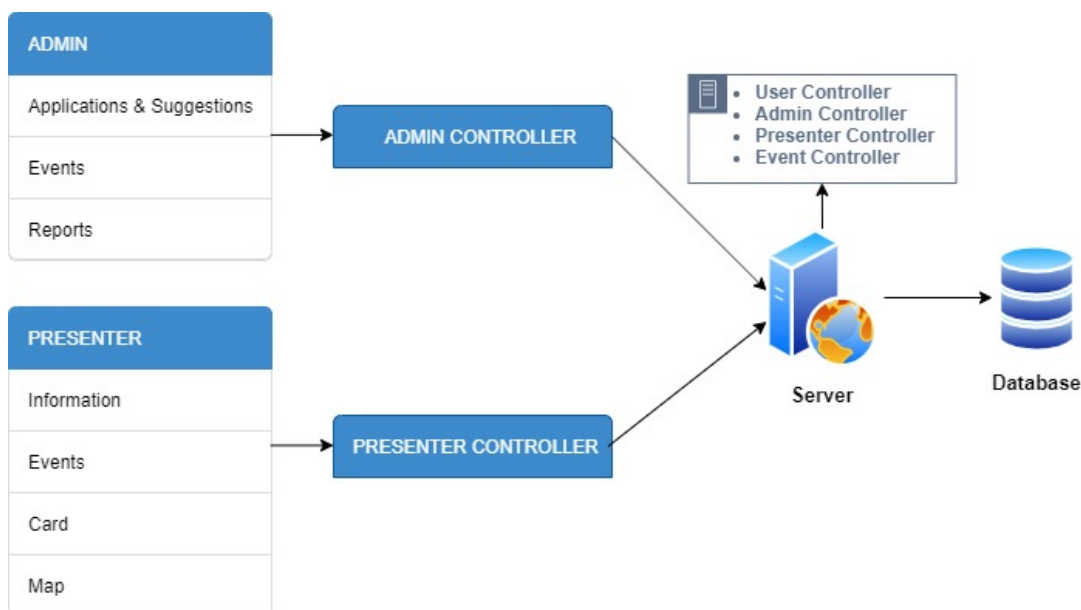 ADMIN
Applications & Suggestions
Events
Reports
ADMIN CONTROLLER
User Controller
Admin Controller
Presenter Controller
Event Controller
PRESENTER
Information
Events
Card
Map
PRESENTER CONTROLLER
Server
Database